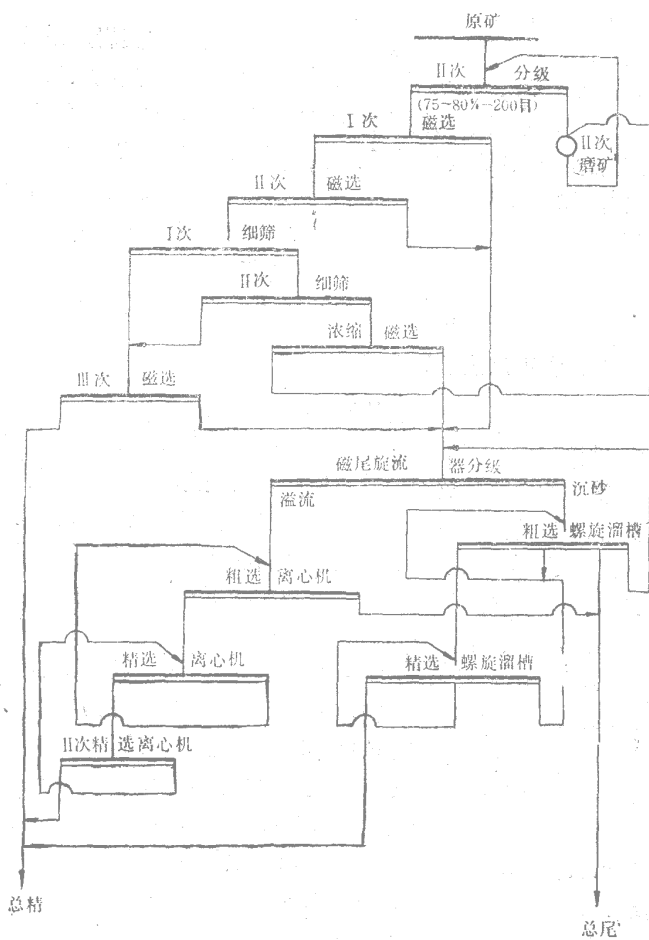 原矿
II次 分级
(75~80%-200目)
I次 磁选
II次
磨矿
II次 磁选
I次 细筛
II次 细筛
浓缩 磁选
III次 磁选
磁尾旋流 器分级
溢流
沉砂
粗选 螺旋溜槽
粗选 离心机
精选 离心机
精选 螺旋溜槽
II次精 选离心机
总精
总尾